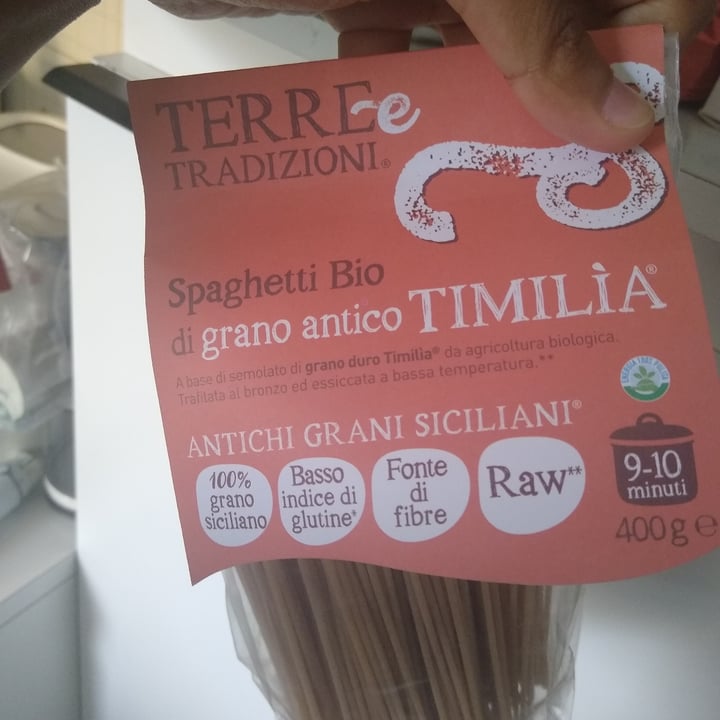 TERRE e
TRADIZIONI®
Spaghetti Bio
di grano antico TIMILÌA®
A base di semolato di grano duro Timilìa® da agricoltura biologica.
Trafilata al bronzo ed essiccata a bassa temperatura.**
ANTICHI GRANI SICILIANI®
100%
grano
siciliano
Basso
indice di
glutine*
Fonte
di
fibre
Raw**
9-10
minuti
400g e